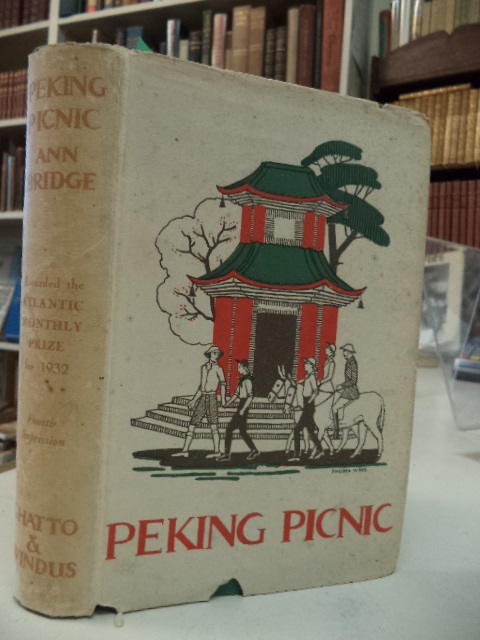 PEKING
PICNIC
ANN
BRIDGE
Awarded the
ATLANTIC
MONTHLY
PRIZE
for 1932
Fourth
Impression
CHATTO
&
WINDUS
PEKING PICNIC